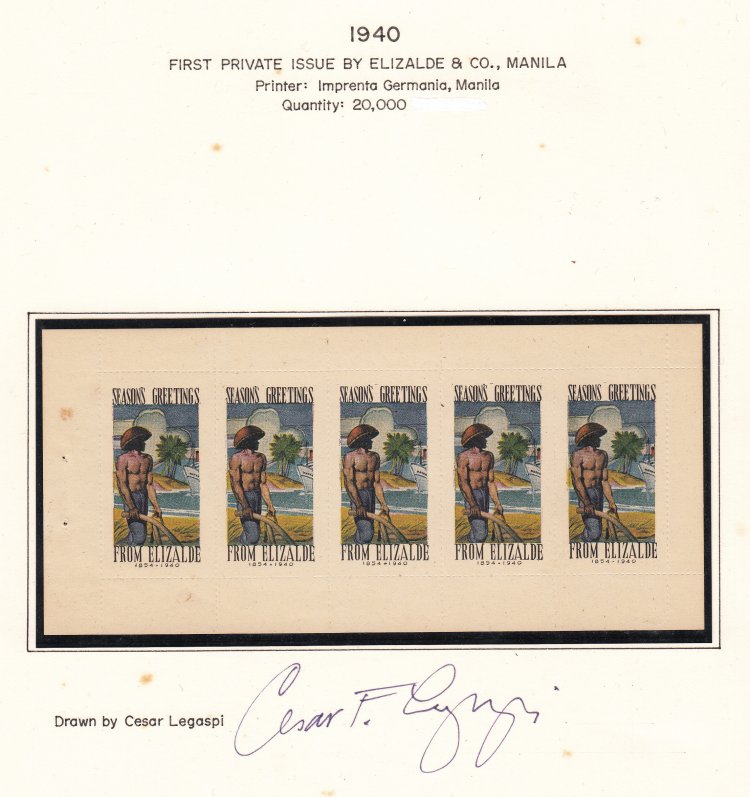 1940
FIRST PRIVATE ISSUE BY ELIZALDE & CO., MANILA
Printer: Imprenta Germania, Manila
Quantity: 20,000
SEASON'S GREETINGS SEASON'S GREETINGS SEASON'S GREETINGS SEASON'S GREETINGS SEASON'S GREETINGS
FROM ELIZALDE FROM ELIZALDE FROM ELIZALDE FROM ELIZALDE FROM ELIZALDE
1854-1940 1854-1940 1854-1940 1854-1940 1854-1940
Drawn by Cesar Legaspi Cesar F. Legaspi